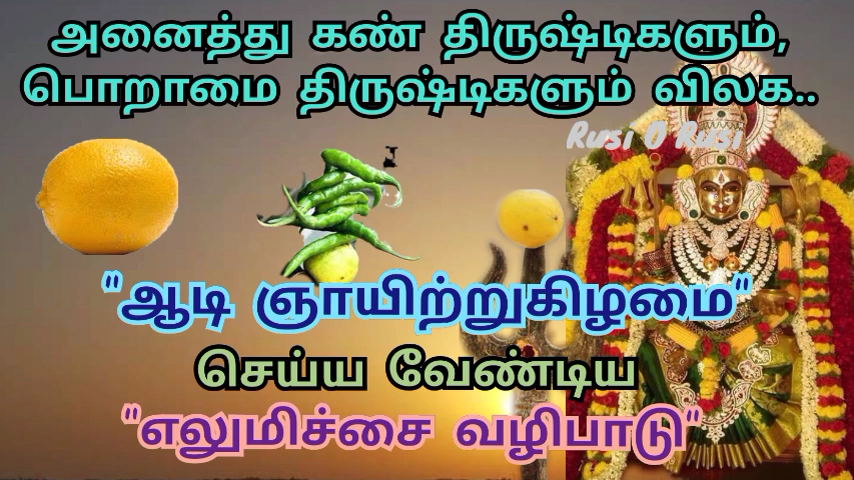 அனைத்து கண் திருஷ்டிகளும்,
பொறாமை திருஷ்டிகளும் விலக..
Rusi O Rusi
"ஆடி ஞாயிற்றுகிழமை"
செய்ய வேண்டிய
"எலுமிச்சை வழிபாடு"